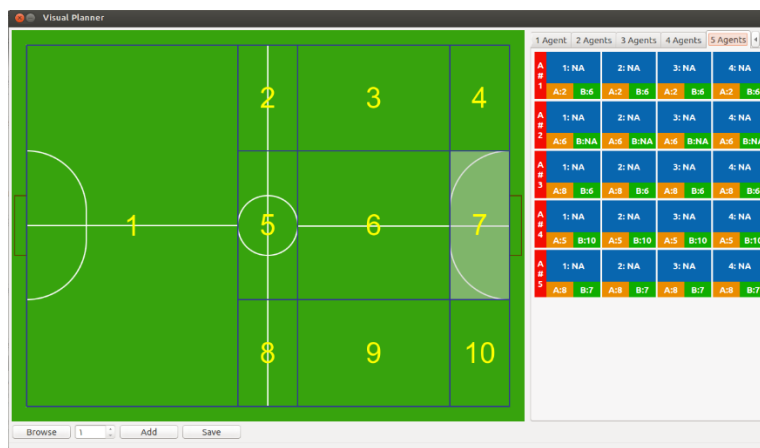 Visual Planner
1 Agent 2 Agents 3 Agents 4 Agents 5 Agents
2 3 4
1 5 6 7
8 9 10
A#1 1: NA 2: NA 3: NA 4: NA
A:2 B:6 A:2 B:6 A:2 B:6 A:2 B:6
A#2 1: NA 2: NA 3: NA 4: NA
A:6 B:NA A:6 B:NA A:6 B:NA A:6 B:NA
A#3 1: NA 2: NA 3: NA 4: NA
A:8 B:6 A:8 B:6 A:8 B:6 A:8 B:6
A#4 1: NA 2: NA 3: NA 4: NA
A:5 B:10 A:5 B:10 A:5 B:10 A:5 B:10
A#5 1: NA 2: NA 3: NA 4: NA
A:8 B:7 A:8 B:7 A:8 B:7 A:8 B:7
Browse 1 Add Save